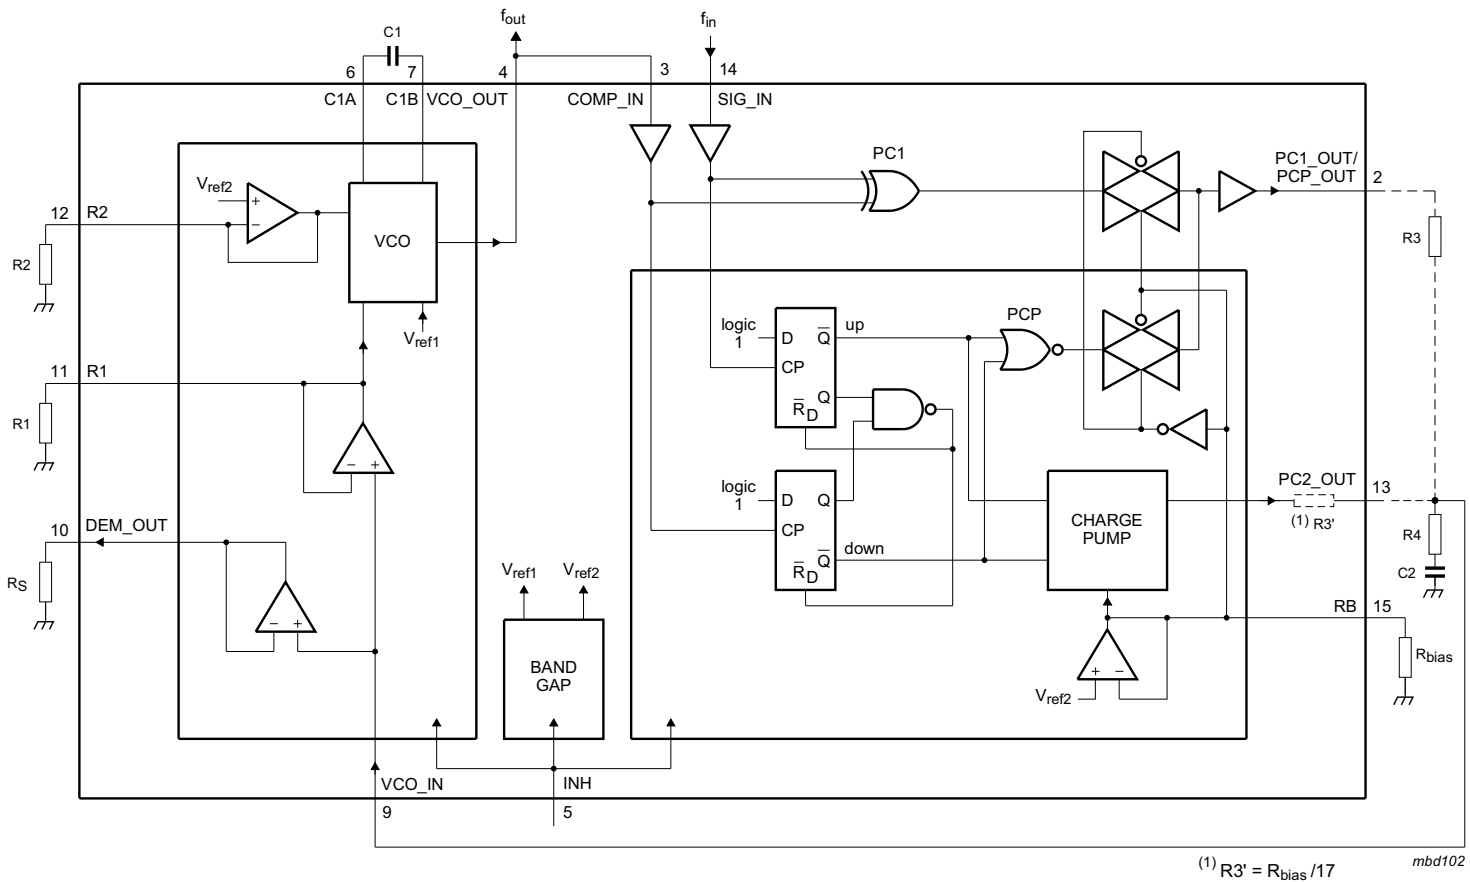 fout
fin
C1
6
7
4
3
14
C1A
C1B
VCO_OUT
COMP_IN
SIG_IN
PC1
PC1_OUT/
PCP_OUT
2
Vref2
+
−
12
R2
VCO
R3
R2
Vref1
logic
1
D
Q
up
PCP
CP
11
R1
Q
RD
R1
−
+
logic
1
D
Q
CP
CHARGE
PUMP
PC2_OUT
13
(1) R3'
R4
10
DEM_OUT
down
RD
Q
C2
RS
Vref1
Vref2
−
+
RB
15
BAND
GAP
+
−
Vref2
Rbias
VCO_IN
INH
9
5
mbd102
(1) R3' = Rbias /17